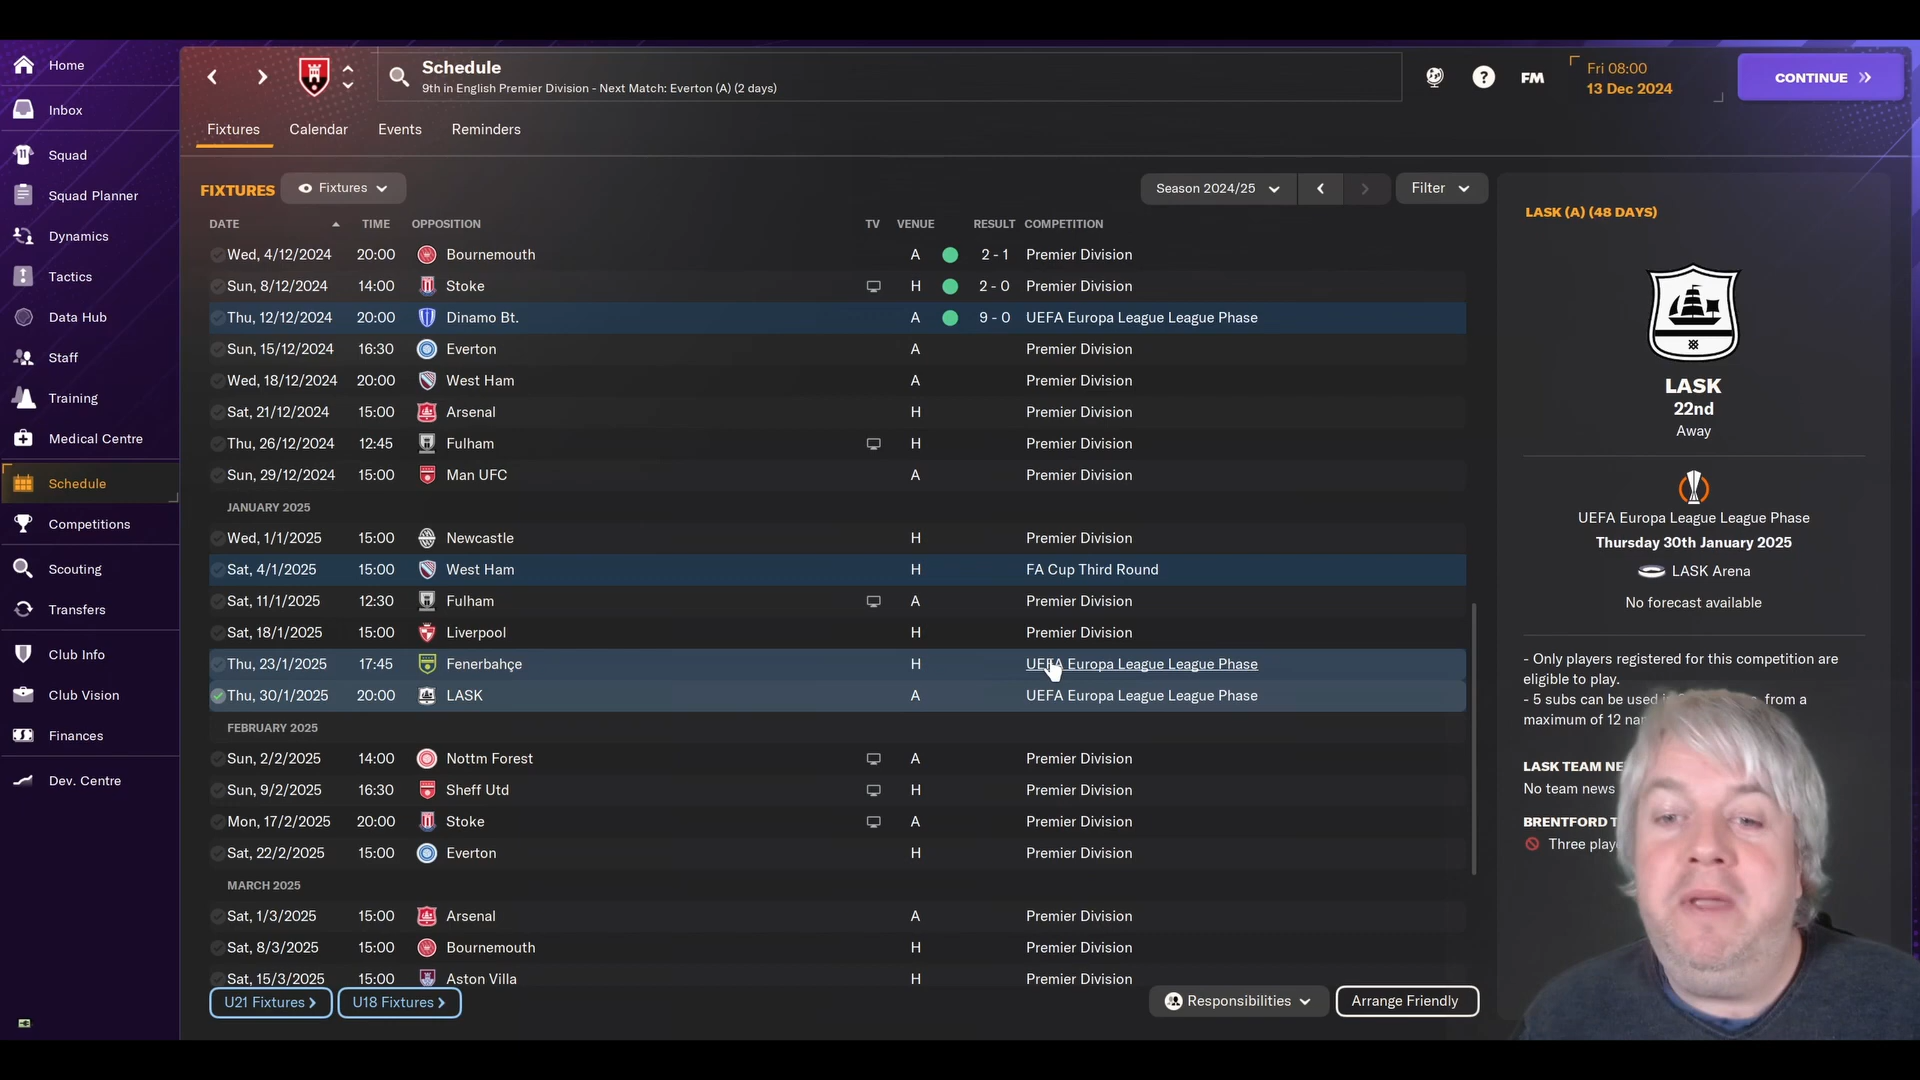 Home
Inbox
Squad
Squad Planner
Dynamics
Tactics
Data Hub
Staff
Training
Medical Centre
Schedule
Competitions
Scouting
Transfers
Club Info
Club Vision
Finances
Dev. Centre
Schedule
9th in English Premier Division - Next Match: Everton (A) (2 days)
FM
Fri 08:00
13 Dec 2024
CONTINUE
Fixtures Calendar Events Reminders
FIXTURES Fixtures Season 2024/25 Filter
DATE TIME OPPOSITION TV VENUE RESULT COMPETITION
Wed, 4/12/2024 20:00 Bournemouth A 2 - 1 Premier Division
Sun, 8/12/2024 14:00 Stoke H 2 - 0 Premier Division
Thu, 12/12/2024 20:00 Dinamo Bt. A 9 - 0 UEFA Europa League League Phase
Sun, 15/12/2024 16:30 Everton A Premier Division
Wed, 18/12/2024 20:00 West Ham A Premier Division
Sat, 21/12/2024 15:00 Arsenal H Premier Division
Thu, 26/12/2024 12:45 Fulham H Premier Division
Sun, 29/12/2024 15:00 Man UFC A Premier Division
JANUARY 2025
Wed, 1/1/2025 15:00 Newcastle H Premier Division
Sat, 4/1/2025 15:00 West Ham H FA Cup Third Round
Sat, 11/1/2025 12:30 Fulham A Premier Division
Sat, 18/1/2025 15:00 Liverpool H Premier Division
Thu, 23/1/2025 17:45 Fenerbahçe H UEFA Europa League League Phase
Thu, 30/1/2025 20:00 LASK A UEFA Europa League League Phase
FEBRUARY 2025
Sun, 2/2/2025 14:00 Nottm Forest A Premier Division
Sun, 9/2/2025 16:30 Sheff Utd H Premier Division
Mon, 17/2/2025 20:00 Stoke A Premier Division
Sat, 22/2/2025 15:00 Everton H Premier Division
MARCH 2025
Sat, 1/3/2025 15:00 Arsenal A Premier Division
Sat, 8/3/2025 15:00 Bournemouth H Premier Division
Sat, 15/3/2025 15:00 Aston Villa H Premier Division
U21 Fixtures U18 Fixtures Responsibilities Arrange Friendly
LASK (A) (48 DAYS)
LASK
22nd
Away
UEFA Europa League League Phase
Thursday 30th January 2025
LASK Arena
No forecast available
- Only players registered for this competition are
eligible to play.
- 5 subs can be used from a
maximum of 12
LASK TEAM
No team news
BRENTFORD
Three